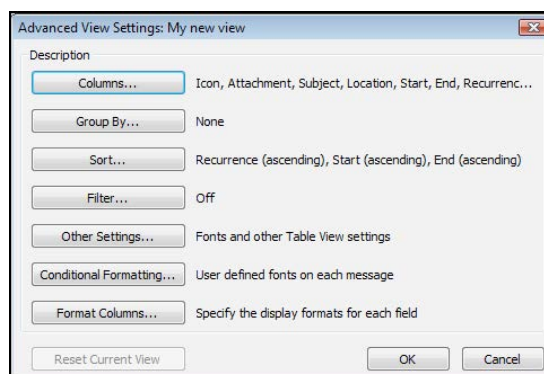 Advanced View Settings: My new view
Description
Columns... Icon, Attachment, Subject, Location, Start, End, Recurrenc...
Group By... None
Sort... Recurrence (ascending), Start (ascending), End (ascending)
Filter... Off
Other Settings... Fonts and other Table View settings
Conditional Formatting... User defined fonts on each message
Format Columns... Specify the display formats for each field
Reset Current View OK Cancel